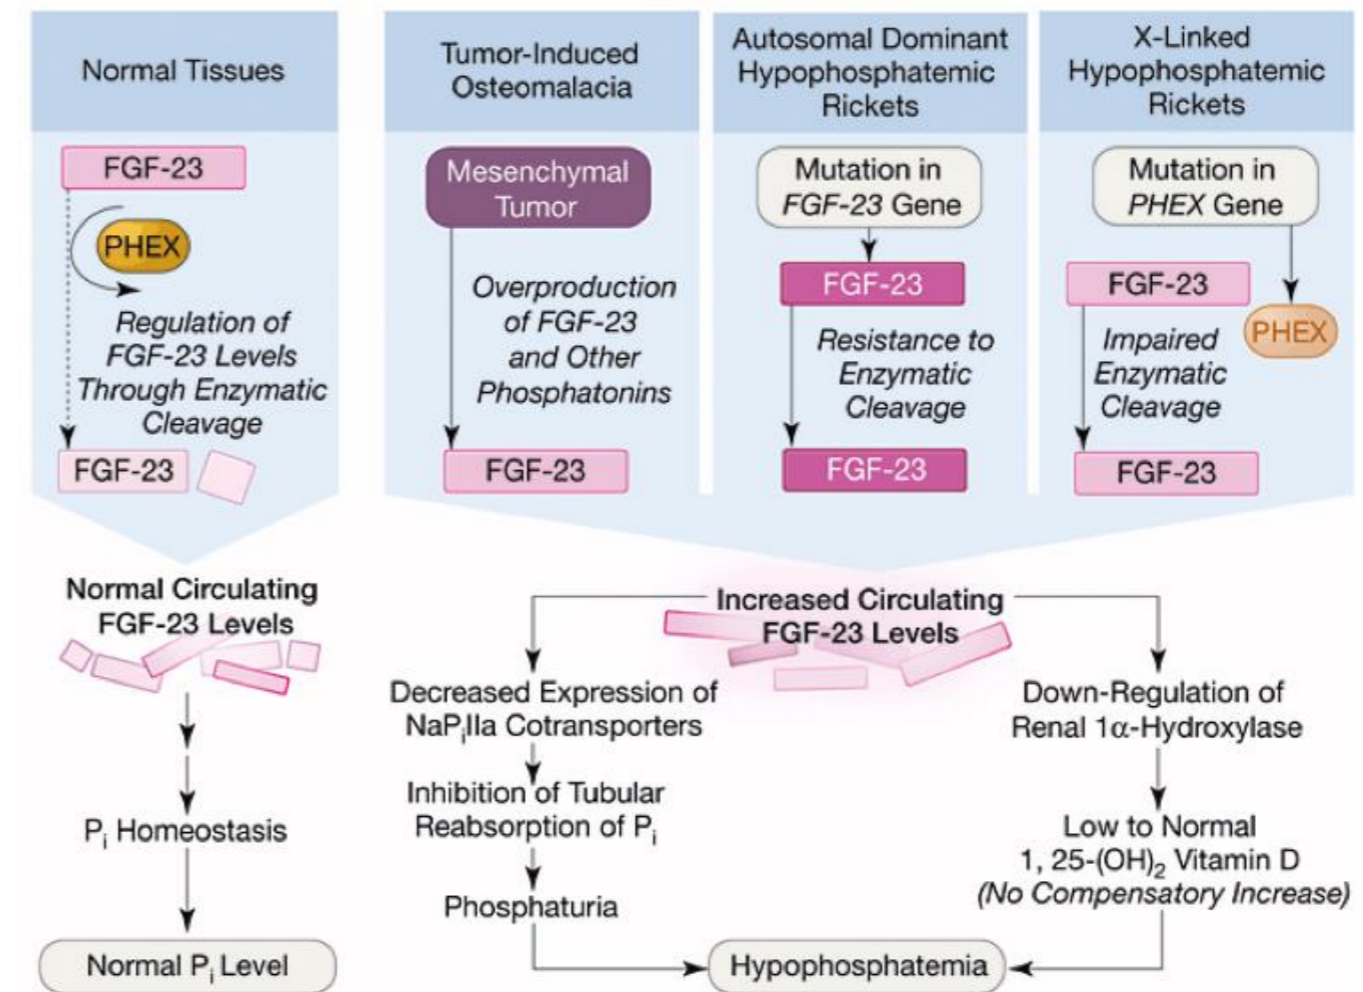 Normal Tissues
FGF-23
PHEX
Regulation of
FGF-23 Levels
Through Enzymatic
Cleavage
FGF-23
Normal Circulating
FGF-23 Levels
Pi Homeostasis
Normal Pi Level
Tumor-Induced
Osteomalacia
Mesenchymal
Tumor
Overproduction
of FGF-23
and Other
Phosphatonins
FGF-23
Autosomal Dominant
Hypophosphatemic
Rickets
Mutation in
FGF-23 Gene
FGF-23
Resistance to
Enzymatic
Cleavage
FGF-23
X-Linked
Hypophosphatemic
Rickets
Mutation in
PHEX Gene
FGF-23
PHEX
Impaired
Enzymatic
Cleavage
FGF-23
Increased Circulating
FGF-23 Levels
Decreased Expression of
NaPiIIa Cotransporters
Inhibition of Tubular
Reabsorption of Pi
Phosphaturia
Down-Regulation of
Renal 1α-Hydroxylase
Low to Normal
1, 25-(OH)2 Vitamin D
(No Compensatory Increase)
Hypophosphatemia